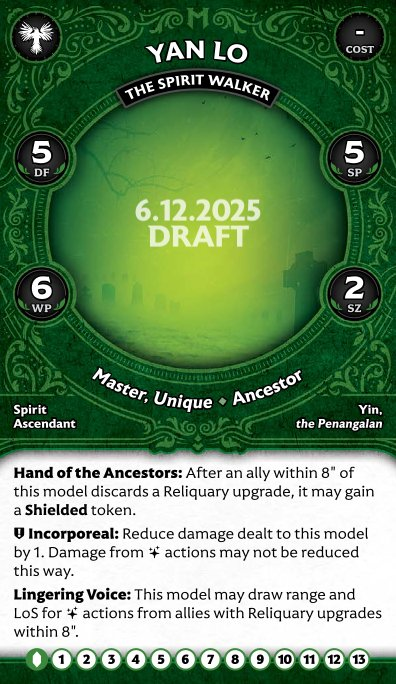 -
COST
YAN LO
THE SPIRIT WALKER
5
DF
5
SP
6.12.2025
DRAFT
6
WP
2
SZ
Master, Unique ◆ Ancestor
Spirit
Ascendant
Yin,
the Penangalan
Hand of the Ancestors: After an ally within 8" of
this model discards a Reliquary upgrade, it may gain
a Shielded token.
Incorporeal: Reduce damage dealt to this model
by 1. Damage from actions may not be reduced
this way.
Lingering Voice: This model may draw range and
LoS for actions from allies with Reliquary upgrades
within 8".
1 2 3 4 5 6 7 8 9 10 11 12 13